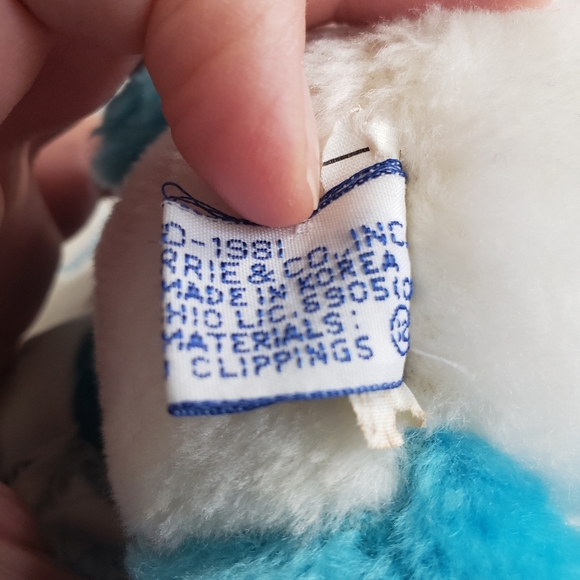 O-1981
RRIE & CO. INC
MADE IN KOREA
HIO LIC. 5905 (O
MATERIALS:
CLIPPINGS